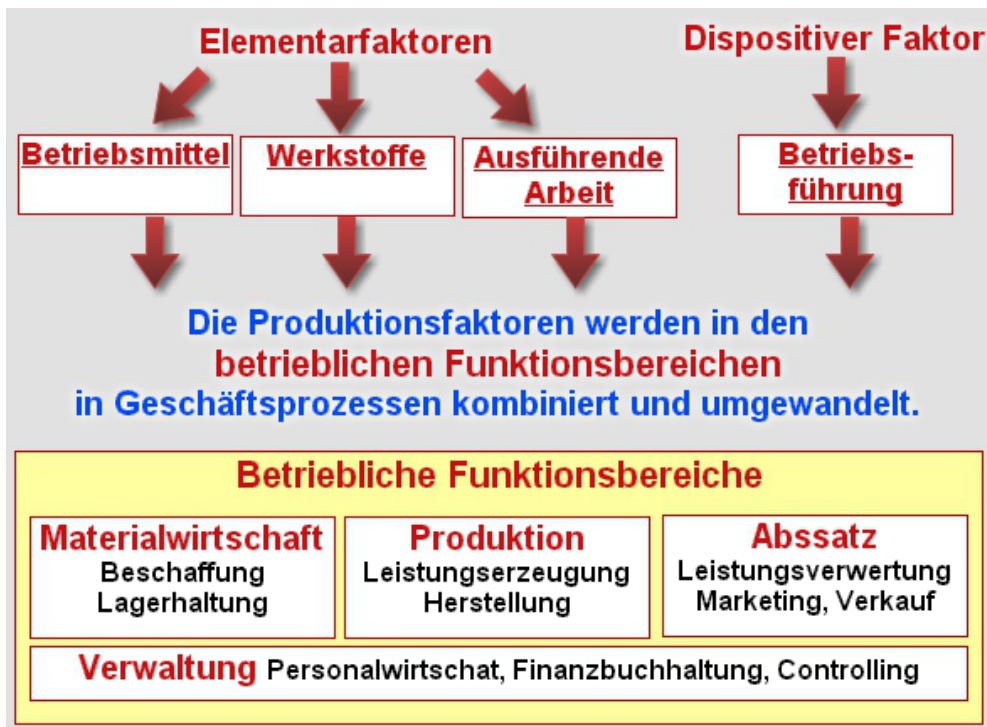 Elementarfaktoren
Dispositiver Faktor
Betriebsmittel
Werkstoffe
Ausführende
Arbeit
Betriebs-
führung
Die Produktionsfaktoren werden in den
betrieblichen Funktionsbereichen
in Geschäftsprozessen kombiniert und umgewandelt.
Betriebliche Funktionsbereiche
Materialwirtschaft
Beschaffung
Lagerhaltung
Produktion
Leistungserzeugung
Herstellung
Abssatz
Leistungsverwertung
Marketing, Verkauf
Verwaltung Personalwirtschat, Finanzbuchhaltung, Controlling